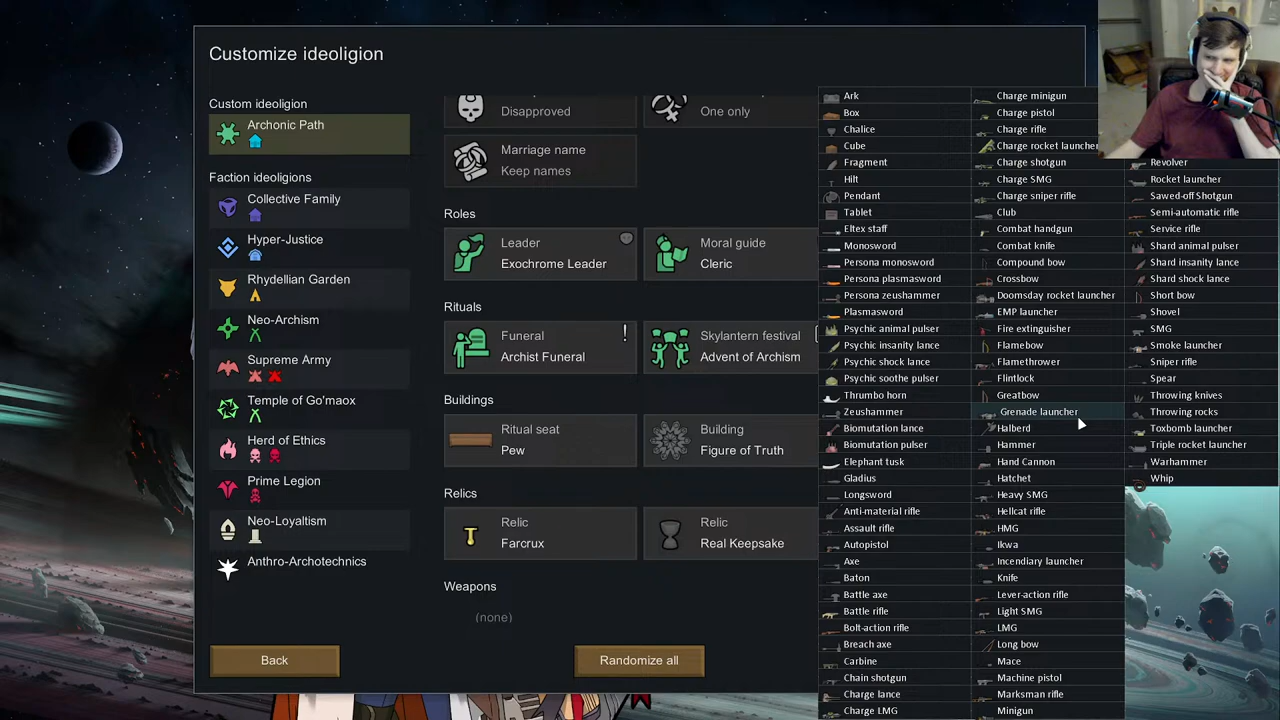 Customize ideoligion
Custom ideoligion
Archonic Path
Faction ideoligions
Collective Family
Hyper-Justice
Rhydellian Garden
Neo-Archism
Supreme Army
Temple of Go'maox
Herd of Ethics
Prime Legion
Neo-Loyaltism
Anthro-Archotechnics
Back
Disapproved
One only
Marriage name
Keep names
Roles
Leader
Exochrome Leader
Moral guide
Cleric
Rituals
Funeral
Archist Funeral
!
Skylantern festival
Advent of Archism
Buildings
Ritual seat
Pew
Building
Figure of Truth
Relics
Relic
Farcrux
Relic
Real Keepsake
Weapons
(none)
Randomize all
Ark
Box
Chalice
Cube
Fragment
Hilt
Pendant
Tablet
Eltex staff
Monosword
Persona monosword
Persona plasmasword
Persona zeushammer
Plasmasword
Psychic animal pulser
Psychic insanity lance
Psychic shock lance
Psychic soothe pulser
Thrumbo horn
Zeushammer
Biomutation lance
Biomutation pulser
Elephant tusk
Gladius
Longsword
Anti-material rifle
Assault rifle
Autopistol
Axe
Baton
Battle axe
Battle rifle
Bolt-action rifle
Breach axe
Carbine
Chain shotgun
Charge lance
Charge LMG
Charge minigun
Charge pistol
Charge rifle
Charge rocket launcher
Charge shotgun
Charge SMG
Charge sniper rifle
Club
Combat handgun
Combat knife
Compound bow
Crossbow
Doomsday rocket launcher
EMP launcher
Fire extinguisher
Flamebow
Flamethrower
Flintlock
Greatbow
Grenade launcher
Halberd
Hammer
Hand Cannon
Hatchet
Heavy SMG
Hellcat rifle
HMG
Ikwa
Incendiary launcher
Knife
Lever-action rifle
Light SMG
LMG
Long bow
Mace
Machine pistol
Marksman rifle
Minigun
Revolver
Rocket launcher
Sawed-off Shotgun
Semi-automatic rifle
Service rifle
Shard animal pulser
Shard insanity lance
Shard shock lance
Short bow
Shovel
SMG
Smoke launcher
Sniper rifle
Spear
Throwing knives
Throwing rocks
Toxbomb launcher
Triple rocket launcher
Warhammer
Whip